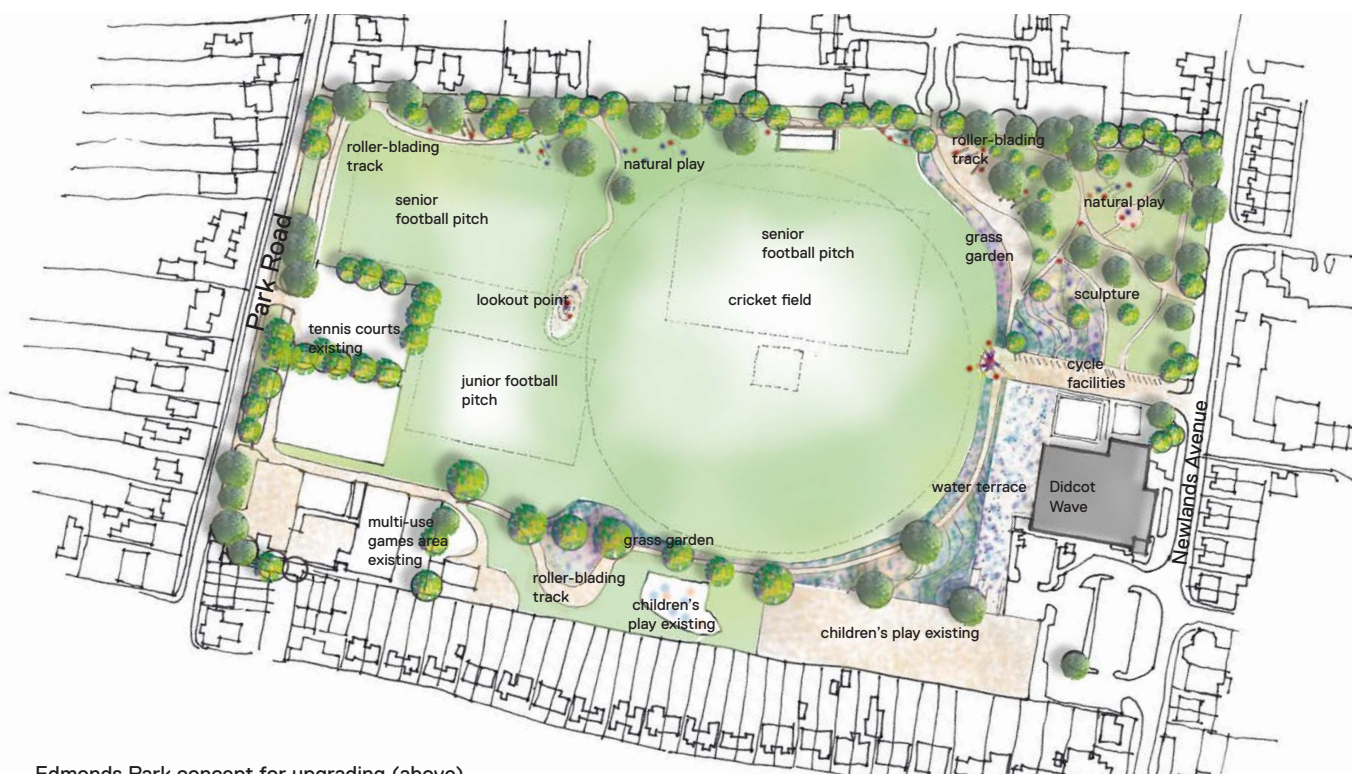 roller-blading
track
natural play
senior
football pitch
Park Road
lookout point
tennis courts
existing
junior football
pitch
senior
football pitch
cricket field
roller-blading
track
natural play
grass
garden
sculpture
cycle
facilities
water terrace
Didcot
Wave
Newlands Avenue
multi-use
games area
existing
grass garden
roller-blading
track
children's
play existing
children's play existing
Edmonds Park concept for upgrading (above)